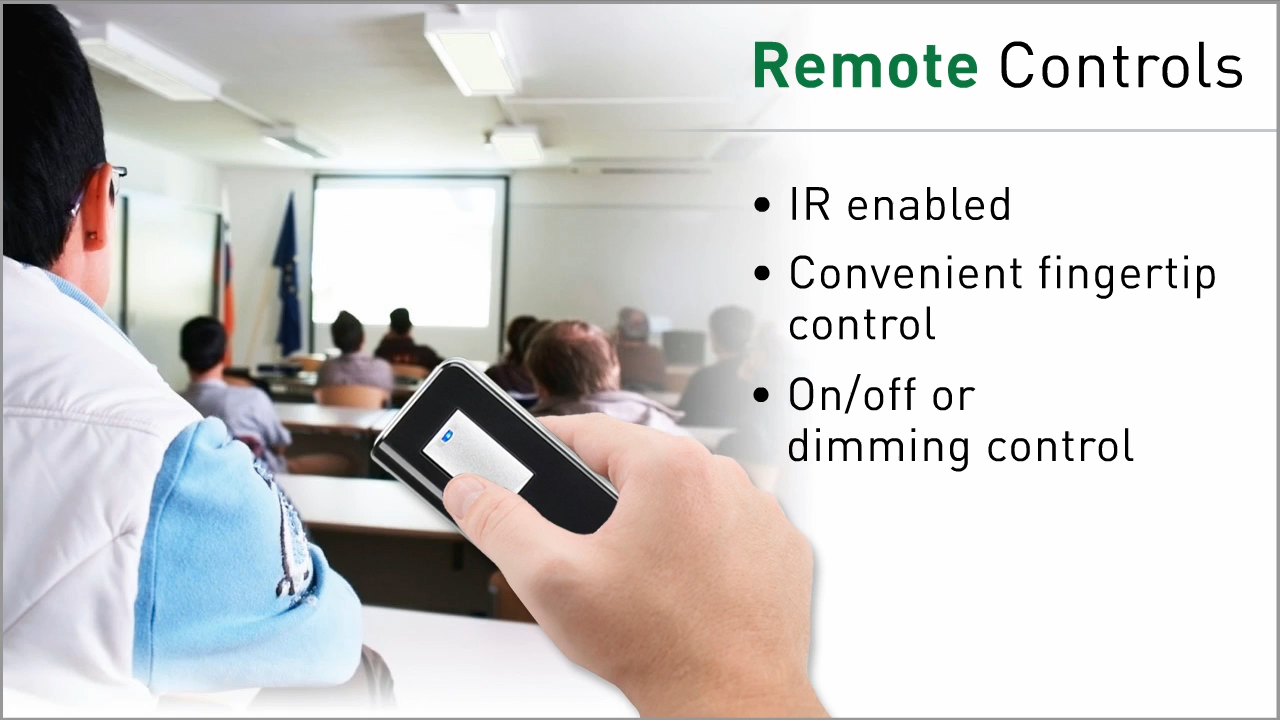 Remote Controls
• IR enabled
• Convenient fingertip
control
• On/off or
dimming control